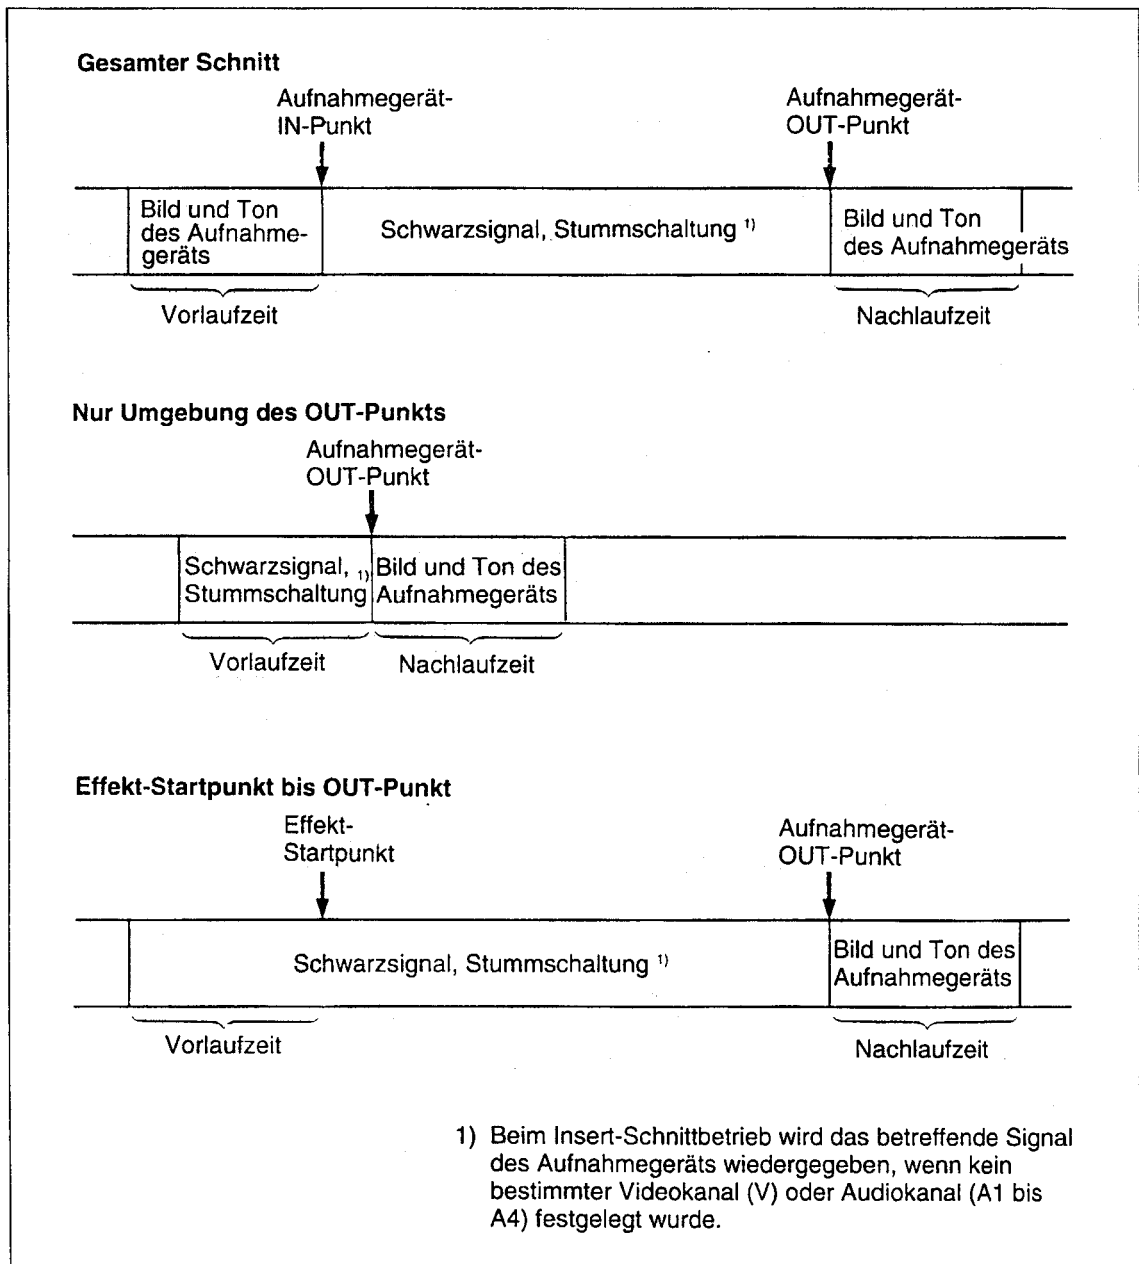 Gesamter Schnitt
Aufnahmegerät-
IN-Punkt
Aufnahmegerät-
OUT-Punkt
Bild und Ton
des Aufnahme-
geräts
Schwarzsignal, Stummschaltung 1)
Bild und Ton
des Aufnahmegeräts
Vorlaufzeit
Nachlaufzeit
Nur Umgebung des OUT-Punkts
Aufnahmegerät-
OUT-Punkt
Schwarzsignal, 1)
Stummschaltung
Bild und Ton des
Aufnahmegeräts
Vorlaufzeit
Nachlaufzeit
Effekt-Startpunkt bis OUT-Punkt
Effekt-
Startpunkt
Aufnahmegerät-
OUT-Punkt
Schwarzsignal, Stummschaltung 1)
Bild und Ton des
Aufnahmegeräts
Vorlaufzeit
Nachlaufzeit
1) Beim Insert-Schnittbetrieb wird das betreffende Signal
des Aufnahmegeräts wiedergegeben, wenn kein
bestimmter Videokanal (V) oder Audiokanal (A1 bis
A4) festgelegt wurde.